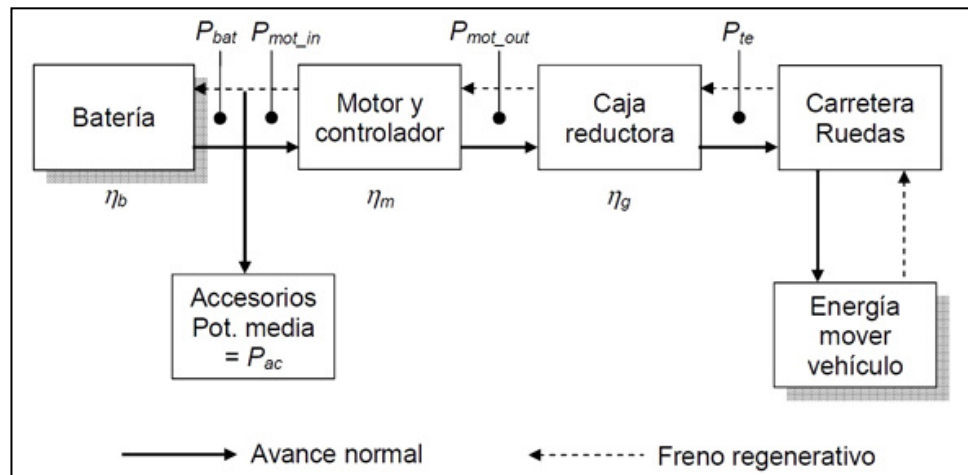 P_bat P_mot_in P_mot_out P_te
Batería
Motor y
controlador
Caja
reductora
Carretera
Ruedas
η_b
η_m
η_g
Accesorios
Pot. media
= P_ac
Energía
mover
vehículo
Avance normal
Freno regenerativo